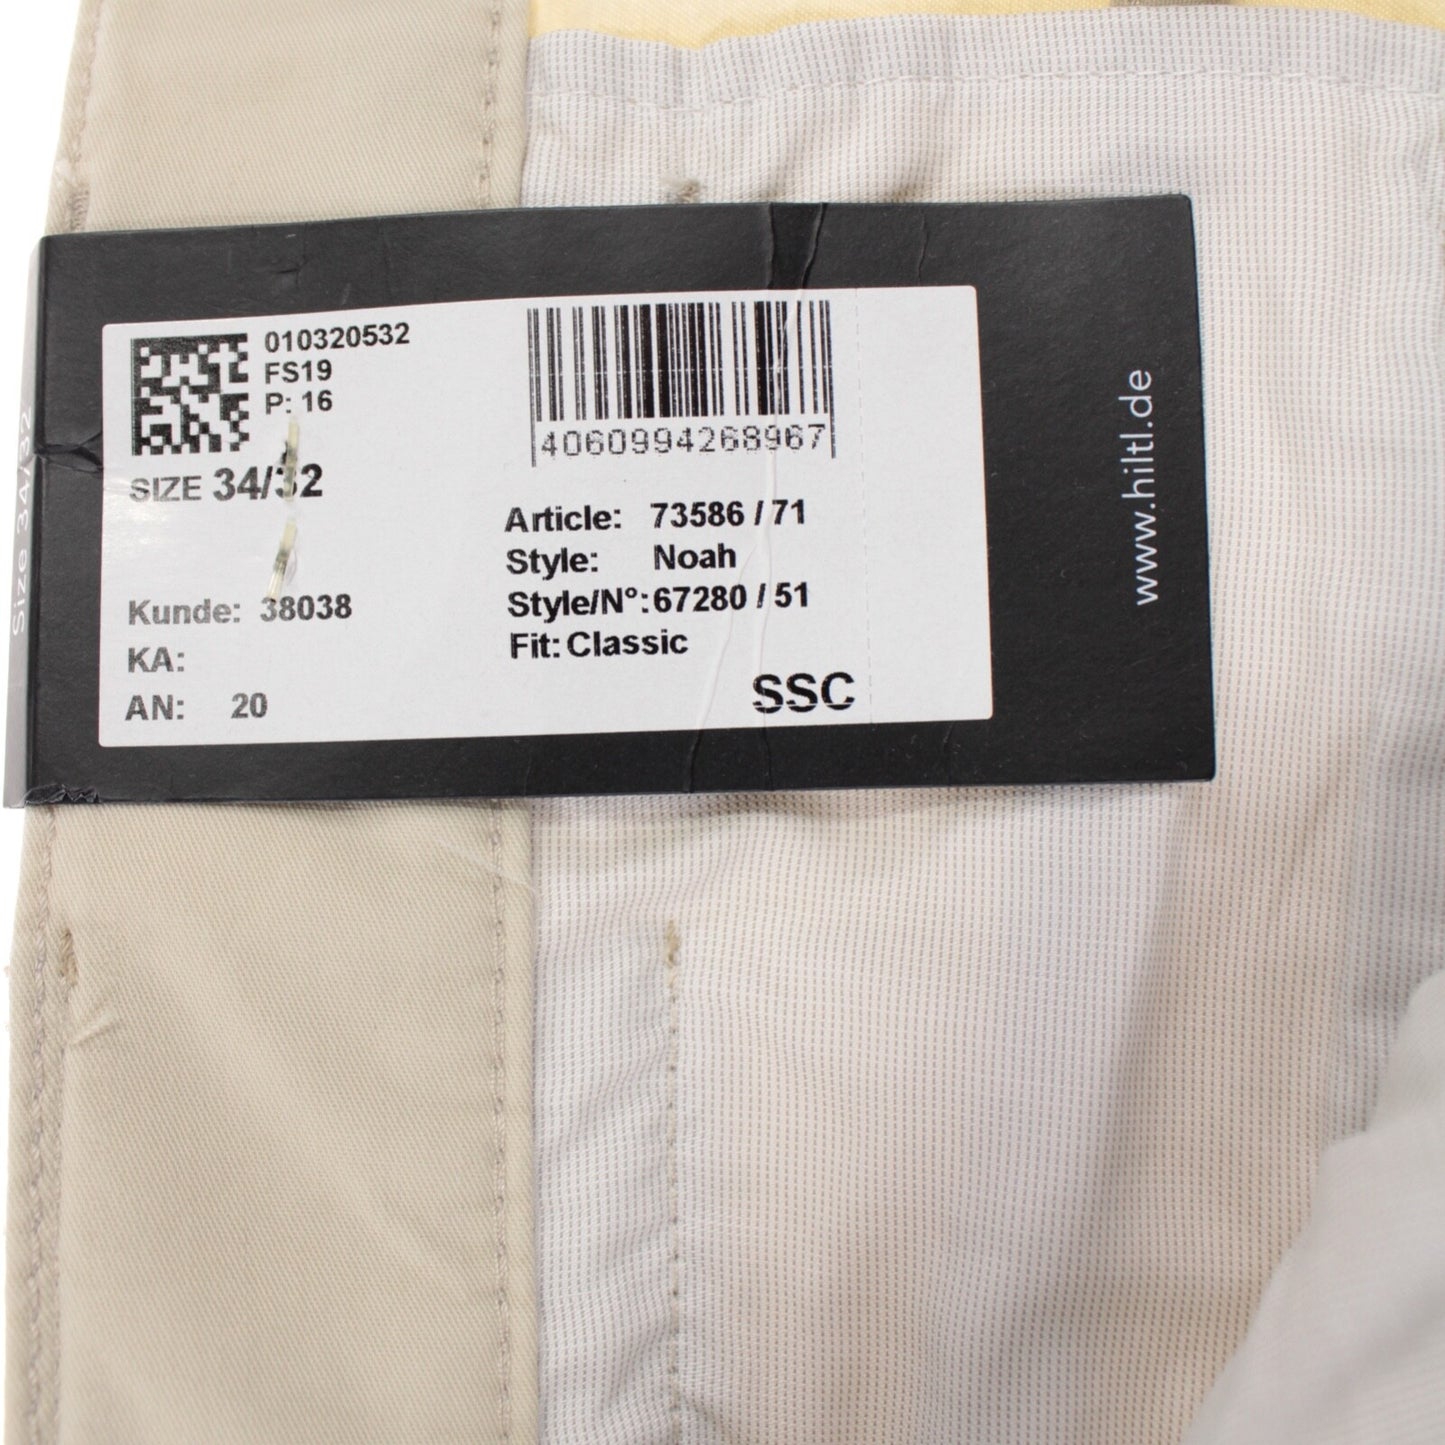 010320532
FS19
P: 16
SIZE 34/32
Kunde: 38038
KA:
AN: 20
4060994268967
Article: 73586 / 71
Style: Noah
Style/N°: 67280 / 51
Fit: Classic
SSC
www.hiltl.de
Size 34/32